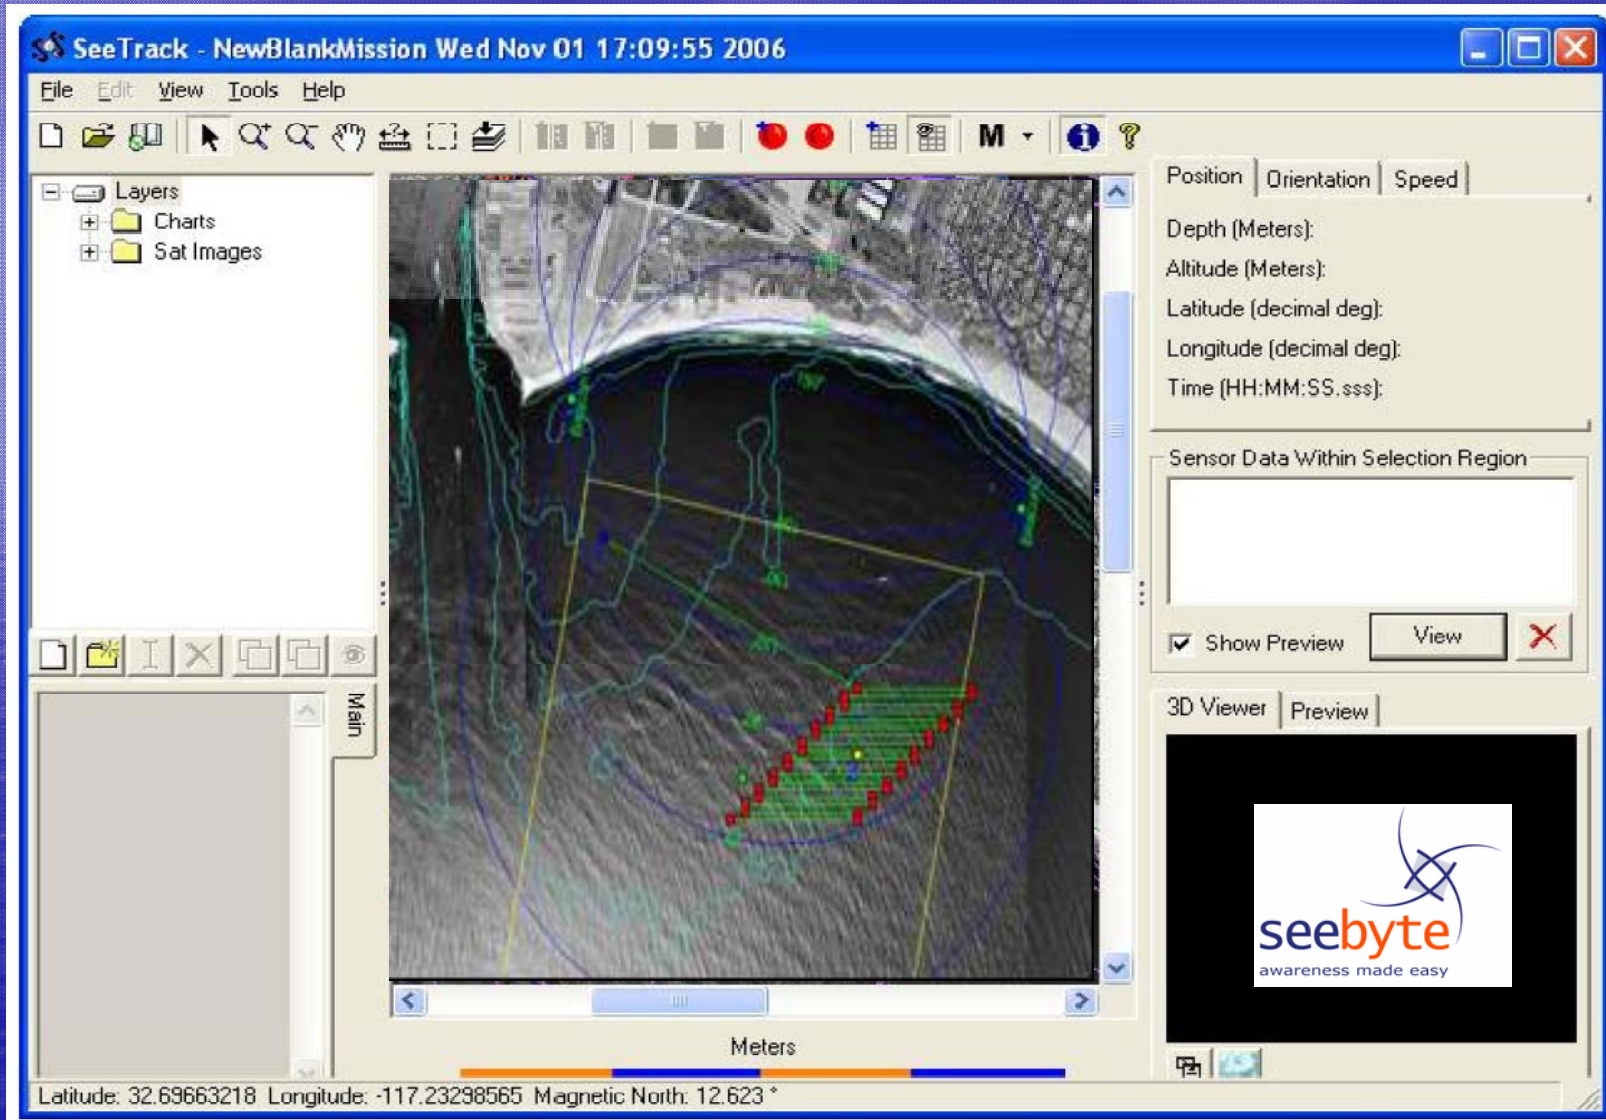 SeeTrack - NewBlankMission Wed Nov 01 17:09:55 2006
File Edit View Tools Help
M
Layers
Charts
Sat Images
Main
Position Orientation Speed
Depth (Meters):
Altitude (Meters):
Latitude (decimal deg):
Longitude (decimal deg):
Time (HH:MM:SS.sss):
Sensor Data Within Selection Region
Show Preview View
3D Viewer Preview
seebyte
awareness made easy
Meters
Latitude: 32.69663218 Longitude: -117.23298565 Magnetic North: 12.623 °